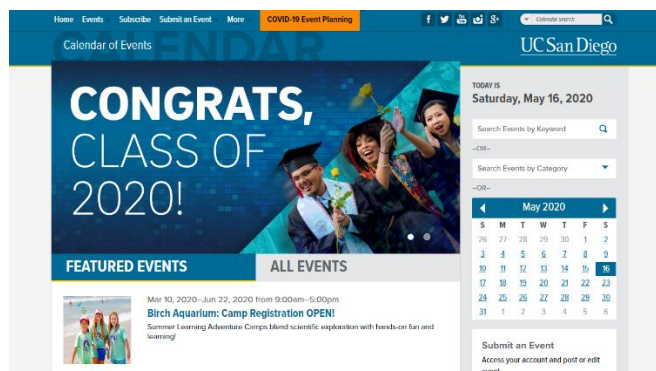 Home Events Subscribe Submit an Event More COVID-19 Event Planning
Calendar search
CALENDAR
Calendar of Events
UC San Diego
CONGRATS,
CLASS OF
2020!
TODAY IS
Saturday, May 16, 2020
Search Events by Keyword
–OR–
Search Events by Category
–OR–
May 2020
S M T W T F S
26 27 28 29 30 1 2
3 4 5 6 7 8 9
10 11 12 13 14 15 16
17 18 19 20 21 22 23
24 25 26 27 28 29 30
31 1 2 3 4 5 6
FEATURED EVENTS
ALL EVENTS
Mar 10, 2020–Jun 22, 2020 from 9:00am–5:00pm
Birch Aquarium: Camp Registration OPEN!
Summer Learning Adventure Camps blend scientific exploration with hands-on fun and
learning!
Submit an Event
Access your account and post or edit